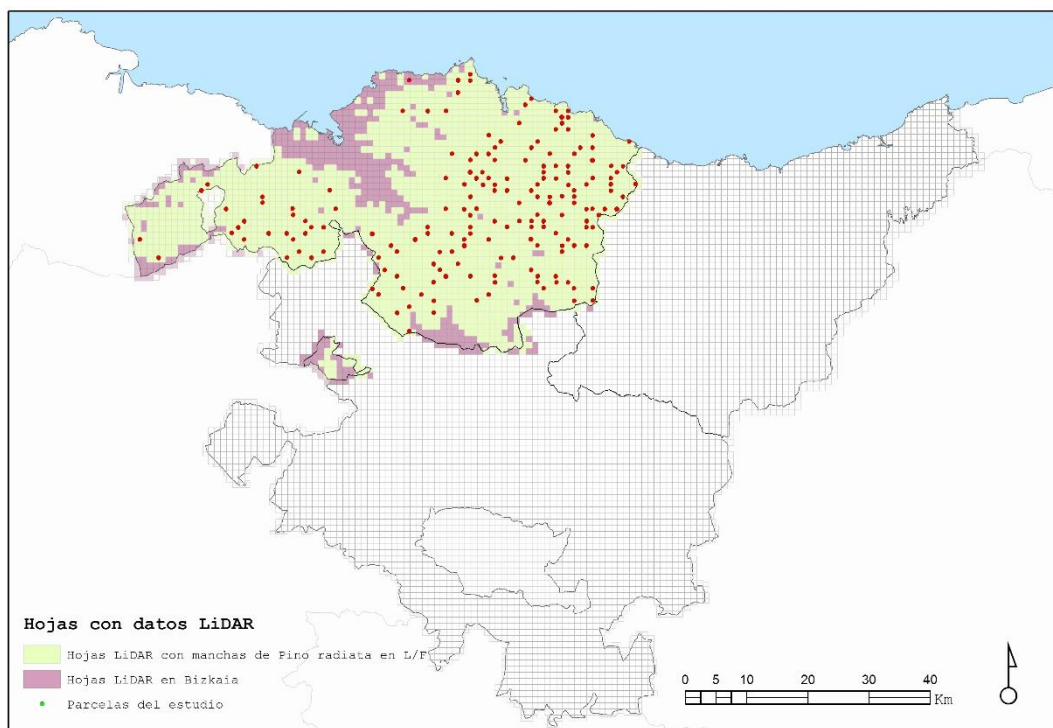 Hojas con datos LiDAR
Hojas LiDAR con manchas de Pino radiata en L/F
Hojas LiDAR en Bizkaia
Parcelas del estudio
0 5 10 20 30 40
Km